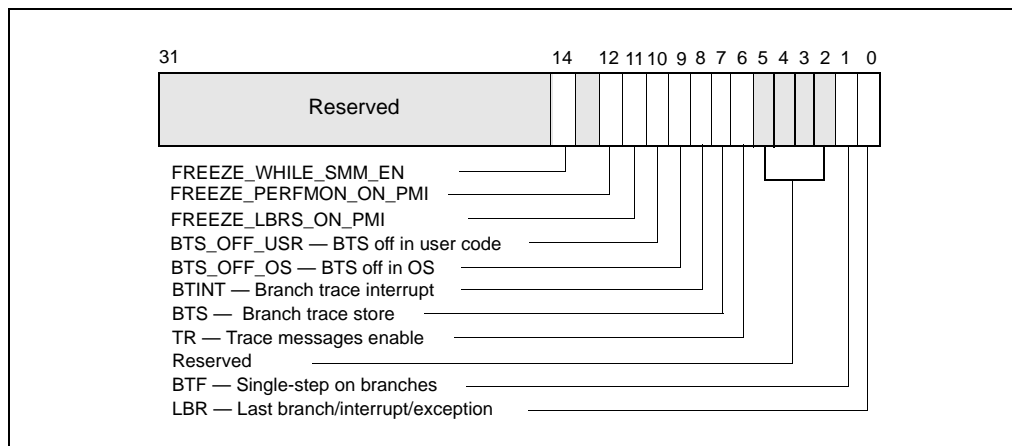 31 14 12 11 10 9 8 7 6 5 4 3 2 1 0
Reserved
FREEZE_WHILE_SMM_EN
FREEZE_PERFMON_ON_PMI
FREEZE_LBRS_ON_PMI
BTS_OFF_USR — BTS off in user code
BTS_OFF_OS — BTS off in OS
BTINT — Branch trace interrupt
BTS — Branch trace store
TR — Trace messages enable
Reserved
BTF — Single-step on branches
LBR — Last branch/interrupt/exception